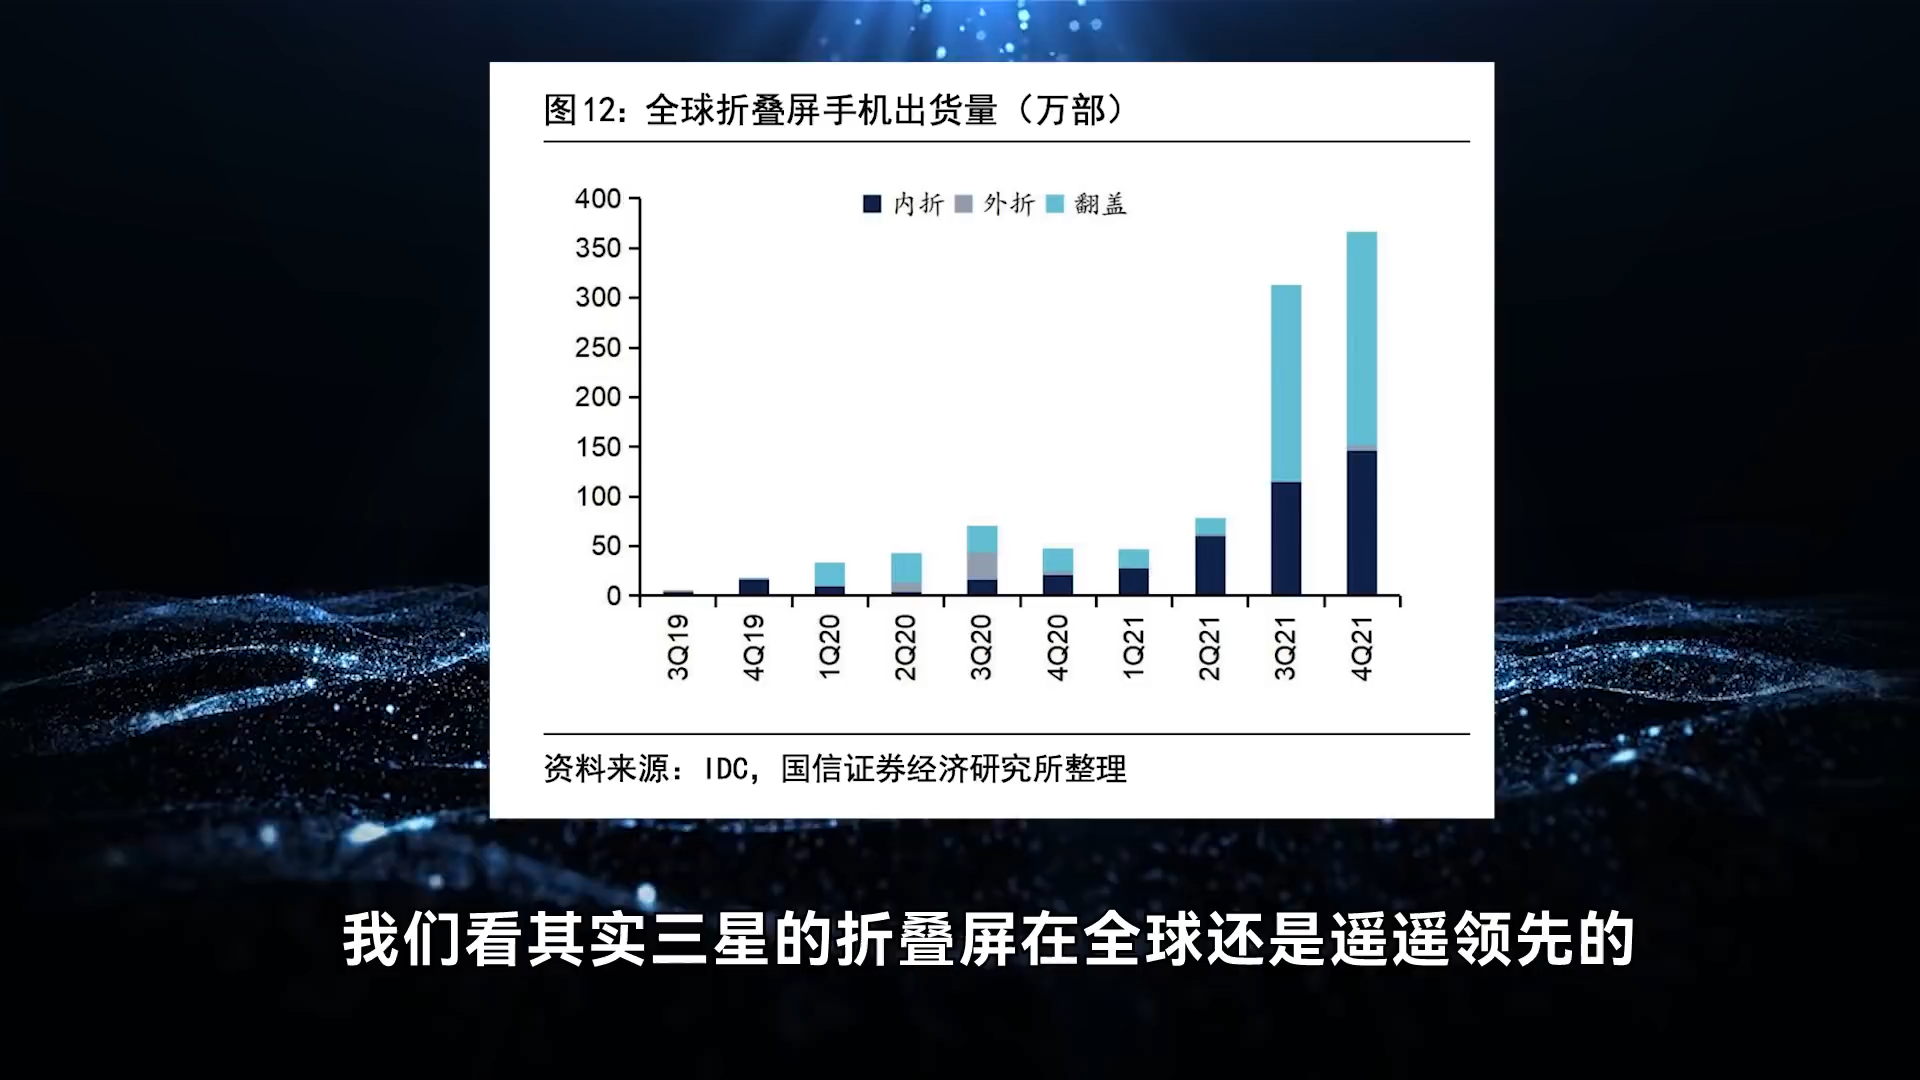 图12：全球折叠屏手机出货量（万部）
内折 外折 翻盖
400
350
300
250
200
150
100
50
0
3Q19 4Q19 1Q20 2Q20 3Q20 4Q20 1Q21 2Q21 3Q21 4Q21
资料来源：IDC，国信证券经济研究所整理
我们看其实三星的折叠屏在全球还是遥遥领先的